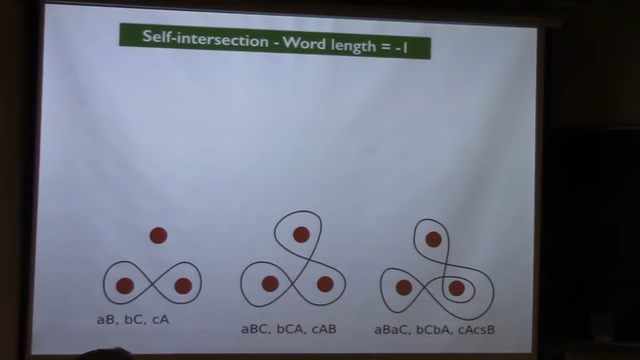 Self-intersection - Word length = -1
aB, bC, cA
aBC, bCA, cAB
aBaC, bCbA, cAcsB